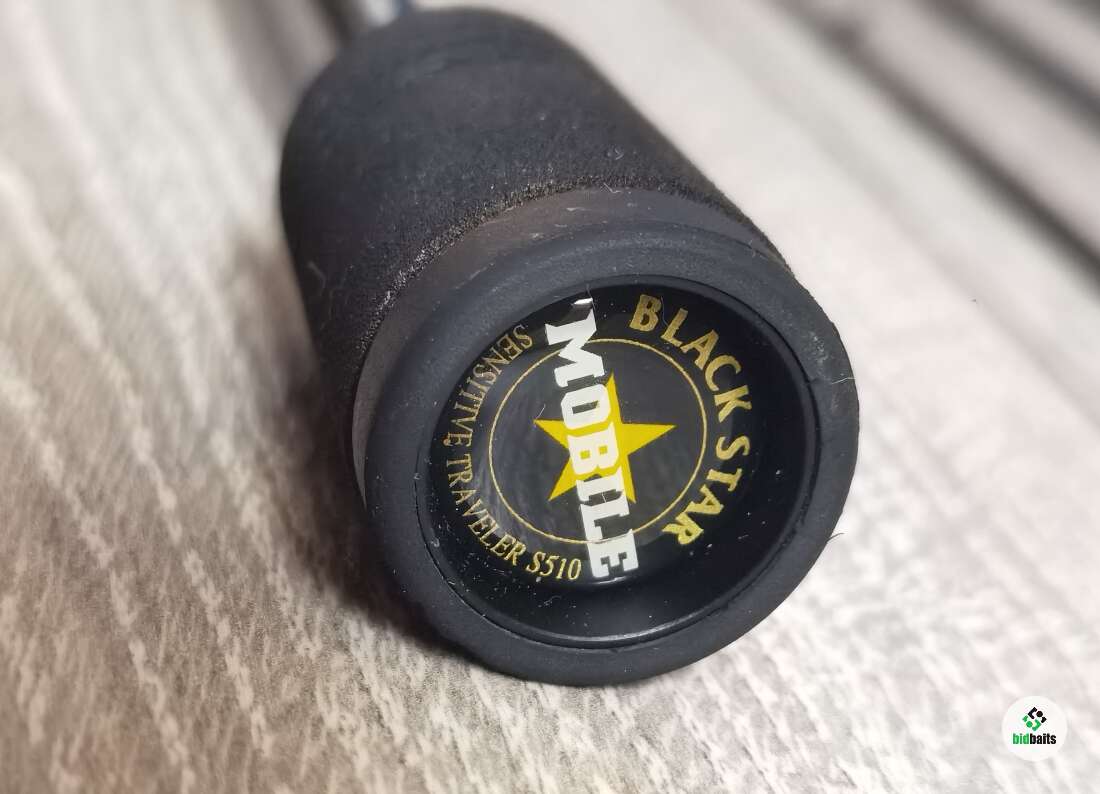 BLACK STAR
'MOBILE
SENSITIVE TRAVELER S510
bidbaits